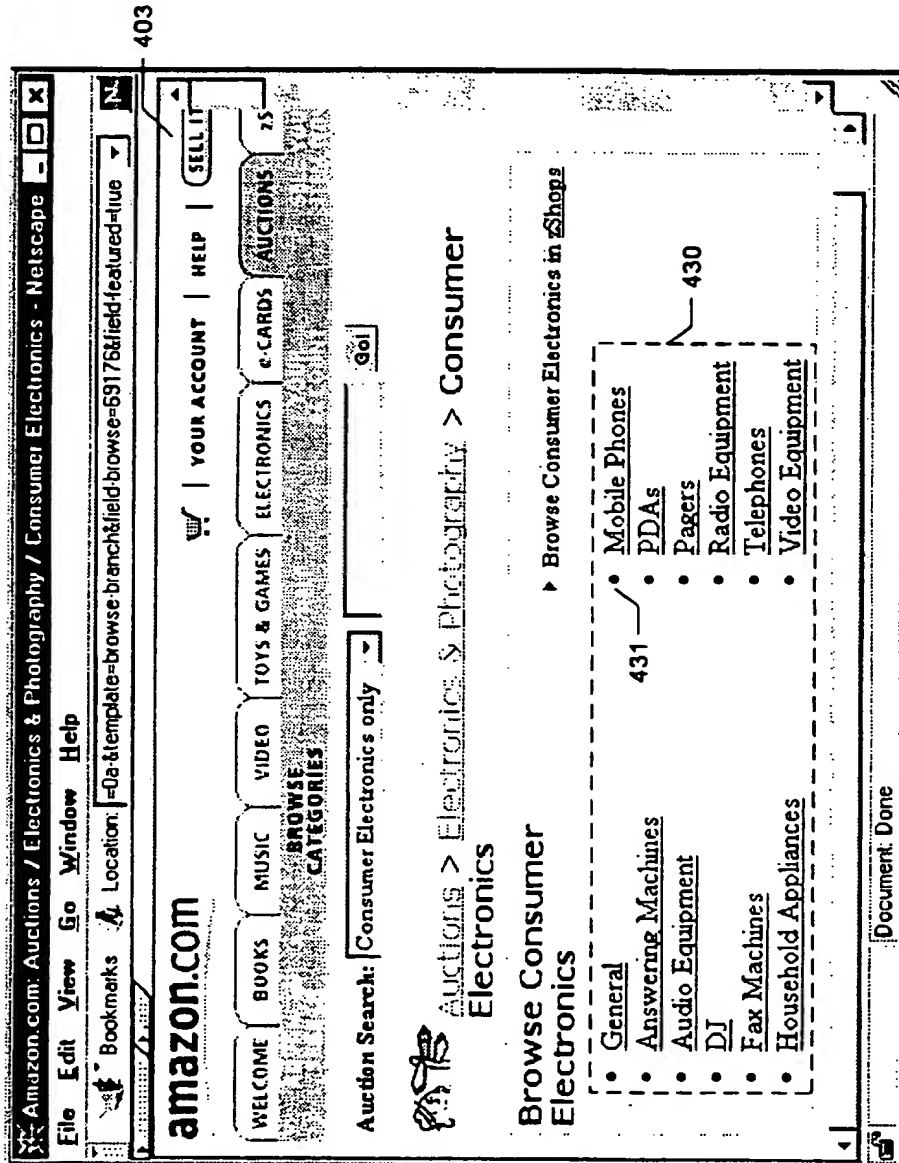 Amazon.com: Auctions / Electronics & Photography / Consumer Electronics - Netscape
File Edit View Go Window Help
Bookmarks Location: =0a-&template=browse-branch&field-browse=69176&field-featured=true
403
amazon.com
YOUR ACCOUNT | HELP | SELL IT
WELCOME BOOKS MUSIC VIDEO TOYS & GAMES ELECTRONICS e-CARDS AUCTIONS
BROWSE
CATEGORIES
Auction Search: Consumer Electronics only Go!
Auctions > Electronics & Photography > Consumer
Electronics
Browse Consumer
Electronics
Browse Consumer Electronics in zShops
430
431
• General
• Answering Machines
• Audio Equipment
• DJ
• Fax Machines
• Household Appliances
• Mobile Phones
• PDAs
• Pagers
• Radio Equipment
• Telephones
• Video Equipment
Document: Done